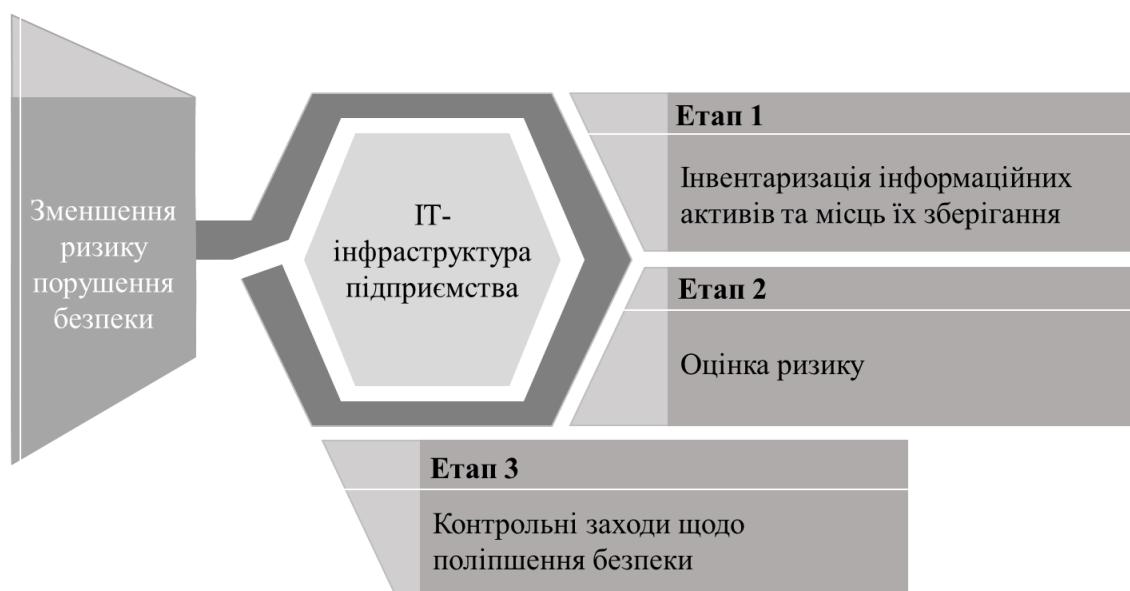 Зменшення
ризику
порушення
безпеки
ІТ-
інфраструктура
підприємства
Етап 1
Інвентаризація інформаційних
активів та місць їх зберігання
Етап 2
Оцінка ризику
Етап 3
Контрольні заходи щодо
поліпшення безпеки